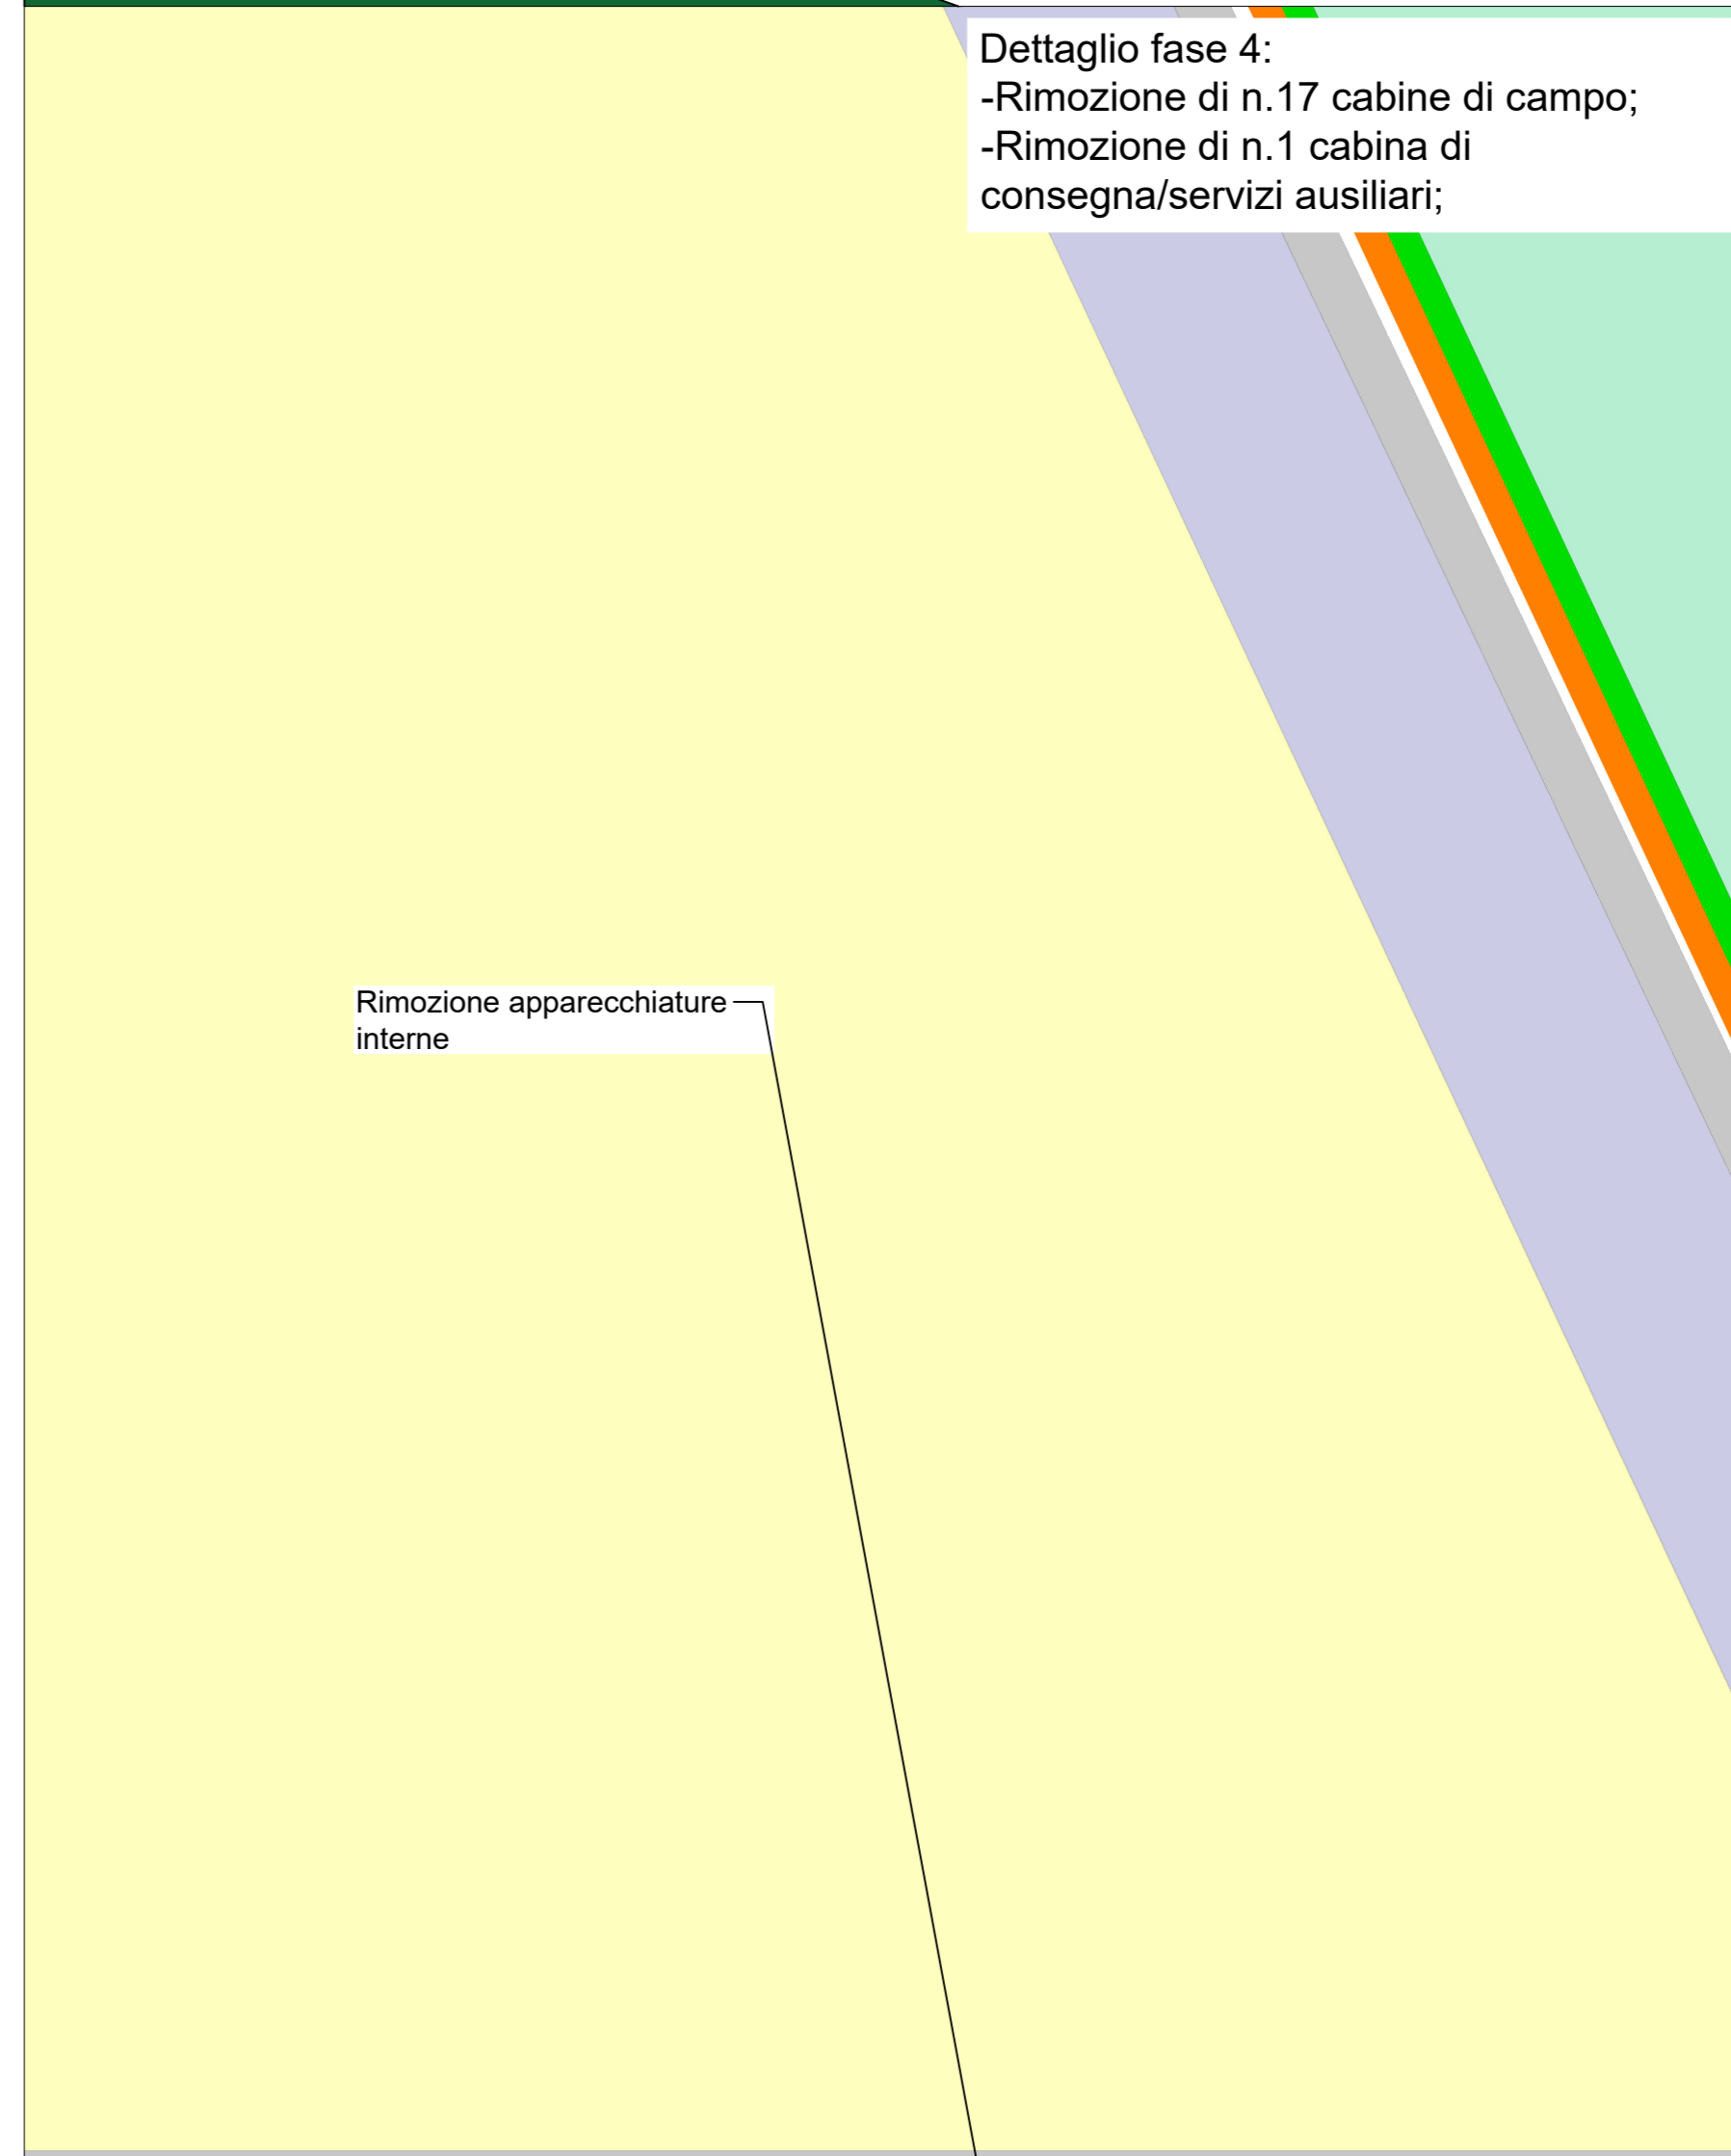 Dettaglio fase 4:
-Rimozione di n.17 cabine di campo;
-Rimozione di n.1 cabina di
consegna/servizi ausiliari;
Rimozione apparecchiature
interne